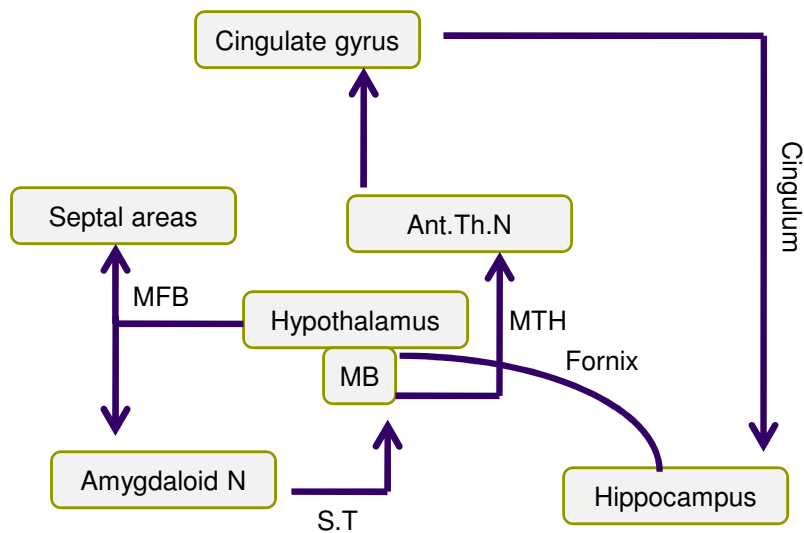 Cingulate gyrus
Cingulum
Septal areas
Ant.Th.N
MFB
Hypothalamus
MTH
MB
Fornix
Amygdaloid N
Hippocampus
S.T